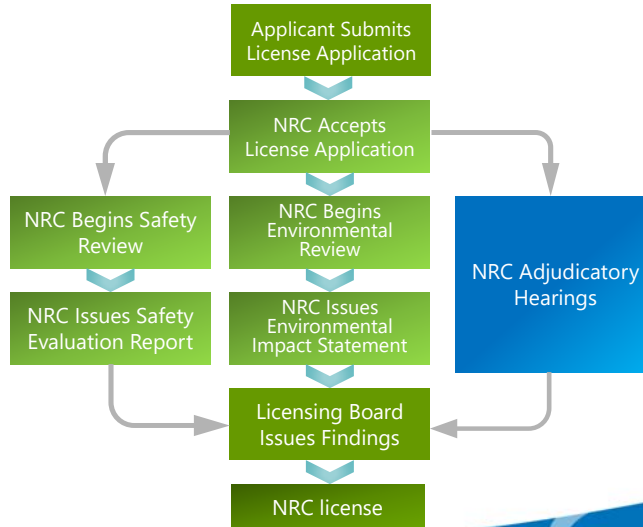 Applicant Submits
License Application
NRC Accepts
License Application
NRC Begins Safety
Review
NRC Begins
Environmental
Review
NRC Adjudicatory
Hearings
NRC Issues Safety
Evaluation Report
NRC Issues
Environmental
Impact Statement
Licensing Board
Issues Findings
NRC license